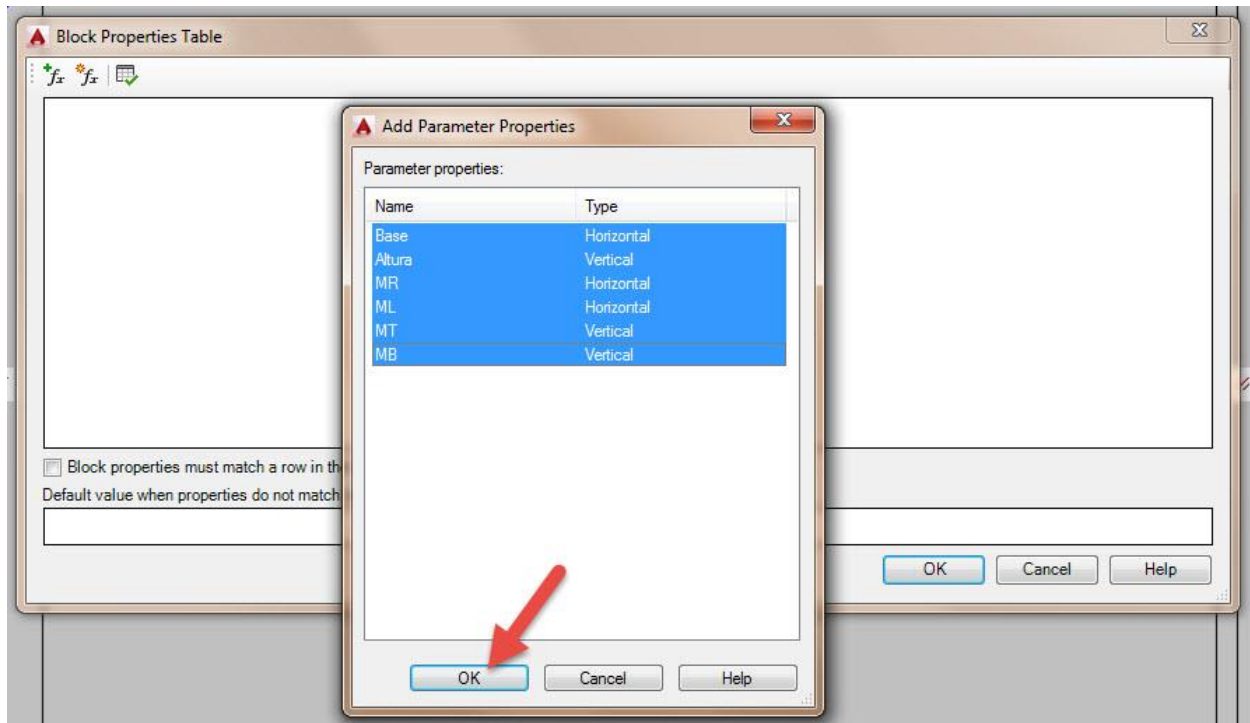 Block Properties Table
fx fx
Add Parameter Properties
Parameter properties:
Name Type
Base Horizontal
Altura Vertical
MR Horizontal
ML Horizontal
MT Vertical
MB Vertical
Block properties must match a row in th
Default value when properties do not match
OK Cancel Help
OK Cancel Help